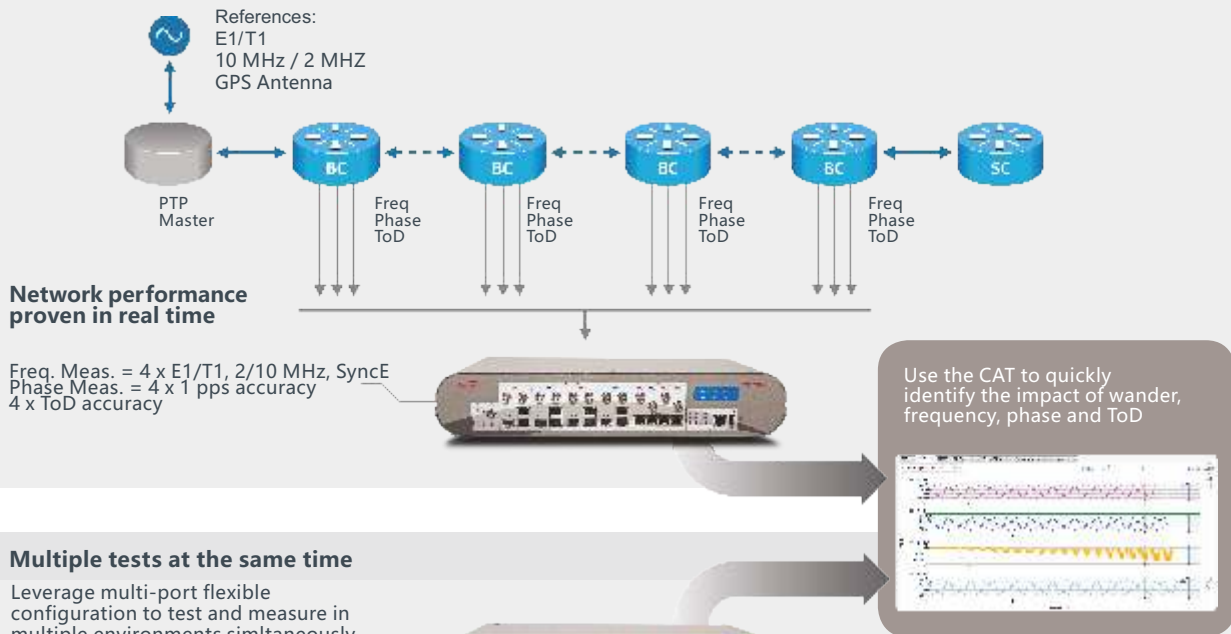 References:
E1/T1
10 MHz / 2 MHZ
GPS Antenna
BC
BC
BC
BC
SC
PTP
Master
Freq
Phase
ToD
Freq
Phase
ToD
Freq
Phase
ToD
Freq
Phase
ToD
Network performance
proven in real time
Freq. Meas. = 4 x E1/T1, 2/10 MHz, SyncE
Phase Meas. = 4 x 1 pps accuracy
4 x ToD accuracy
Use the CAT to quickly
identify the impact of wander,
frequency, phase and ToD
Multiple tests at the same time
Leverage multi-port flexible
configuration to test and measure in
multiple environments simltaneously